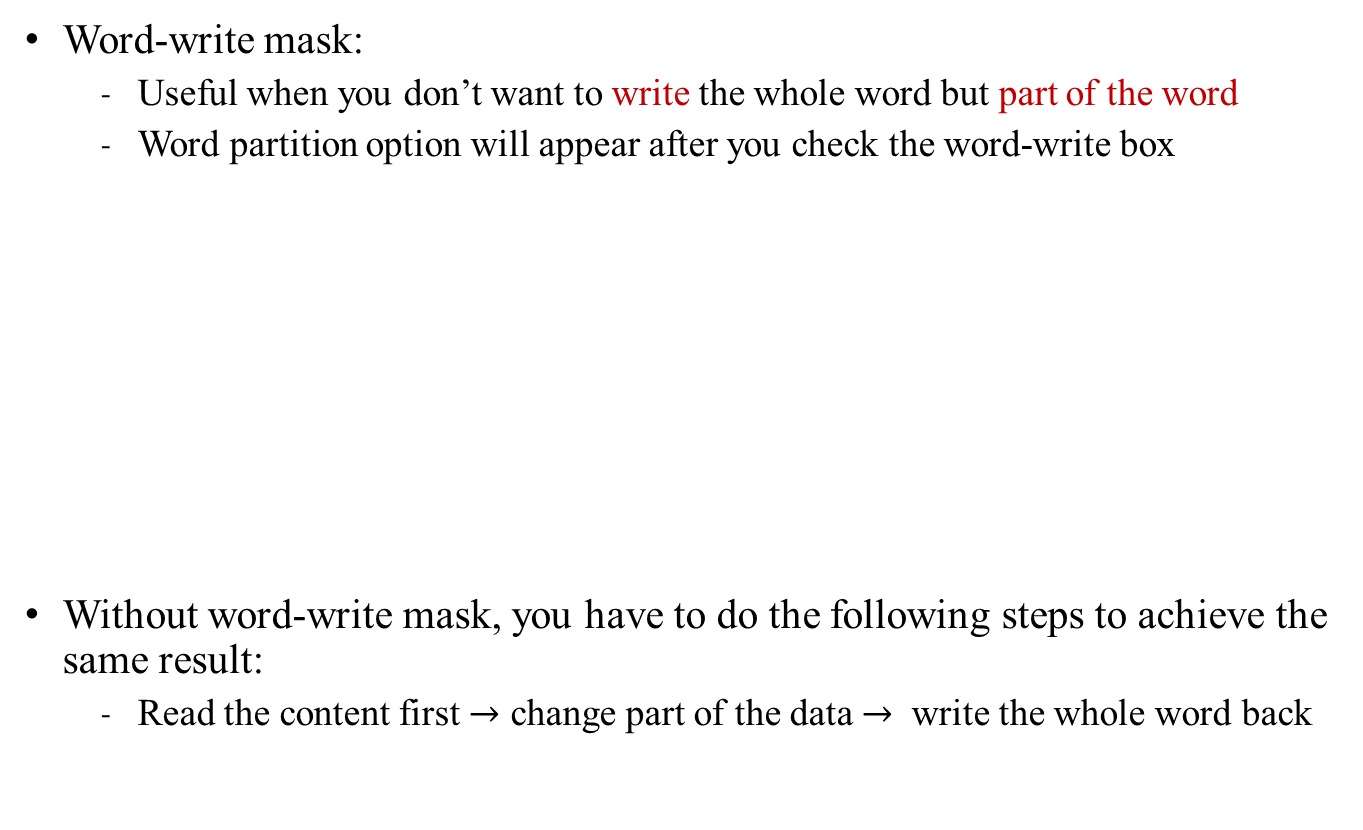 • Word-write mask:
- Useful when you don’t want to write the whole word but part of the word
- Word partition option will appear after you check the word-write box
• Without word-write mask, you have to do the following steps to achieve the
same result:
- Read the content first → change part of the data → write the whole word back